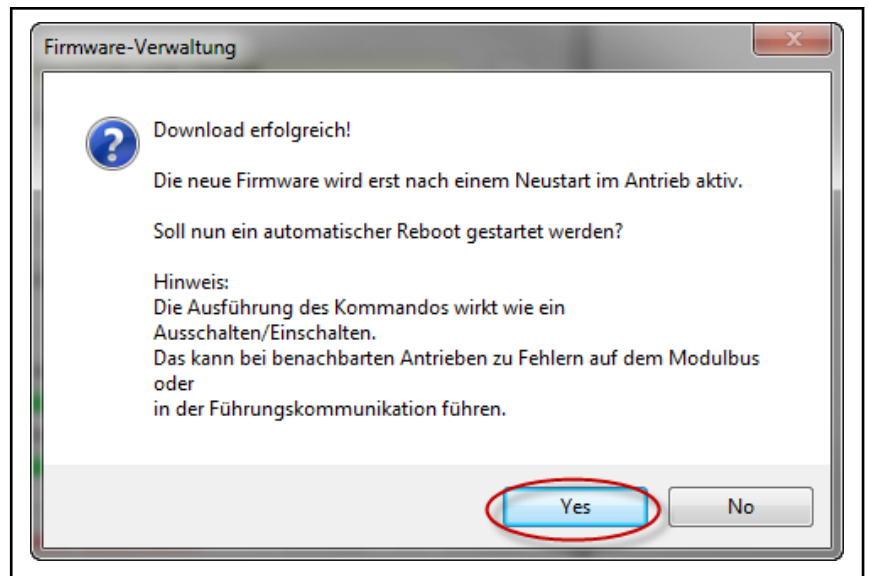 Firmware-Verwaltung
Download erfolgreich!
Die neue Firmware wird erst nach einem Neustart im Antrieb aktiv.
Soll nun ein automatischer Reboot gestartet werden?
Hinweis:
Die Ausführung des Kommandos wirkt wie ein
Ausschalten/Einschalten.
Das kann bei benachbarten Antrieben zu Fehlern auf dem Modulbus
oder
in der Führungskommunikation führen.
Yes No